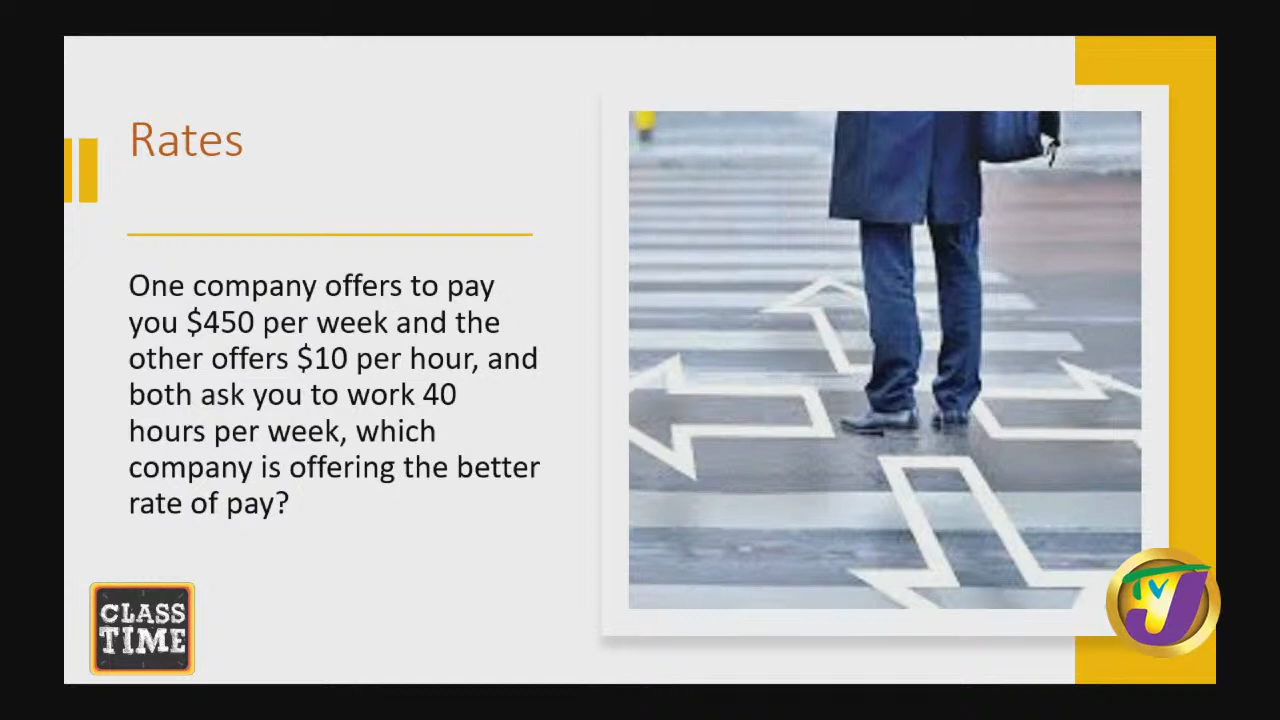 Rates
One company offers to pay
you $450 per week and the
other offers $10 per hour, and
both ask you to work 40
hours per week, which
company is offering the better
rate of pay?
CLASS
TIME
TVJ